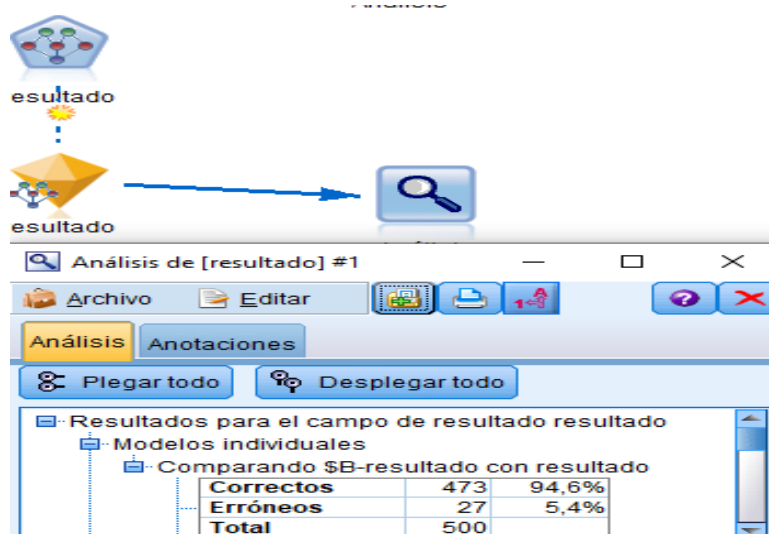 esultado
esultado
Análisis de [resultado] #1
Archivo Editar
Análisis Anotaciones
Plegar todo Desplegar todo
Resultados para el campo de resultado resultado
Modelos individuales
Comparando $B-resultado con resultado
Correctos 473 94,6%
Erróneos 27 5,4%
Total 500